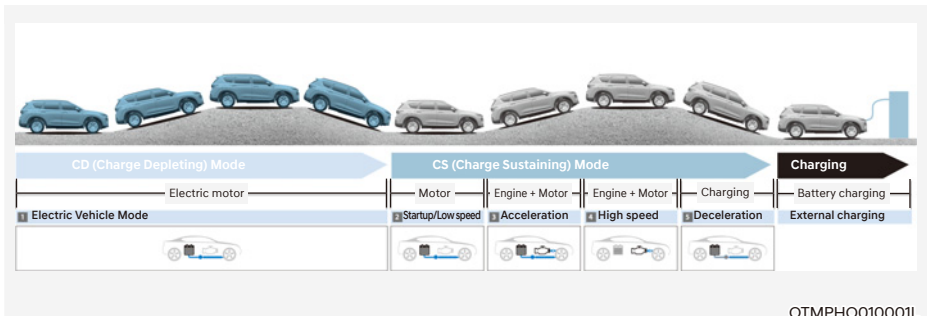 CD (Charge Depleting) Mode
CS (Charge Sustaining) Mode
Charging
Electric motor
Motor
Engine + Motor
Engine + Motor
Charging
Battery charging
1 Electric Vehicle Mode
2 Startup/Low speed
3 Acceleration
4 High speed
5 Deceleration
External charging
OTMPHQ010001L